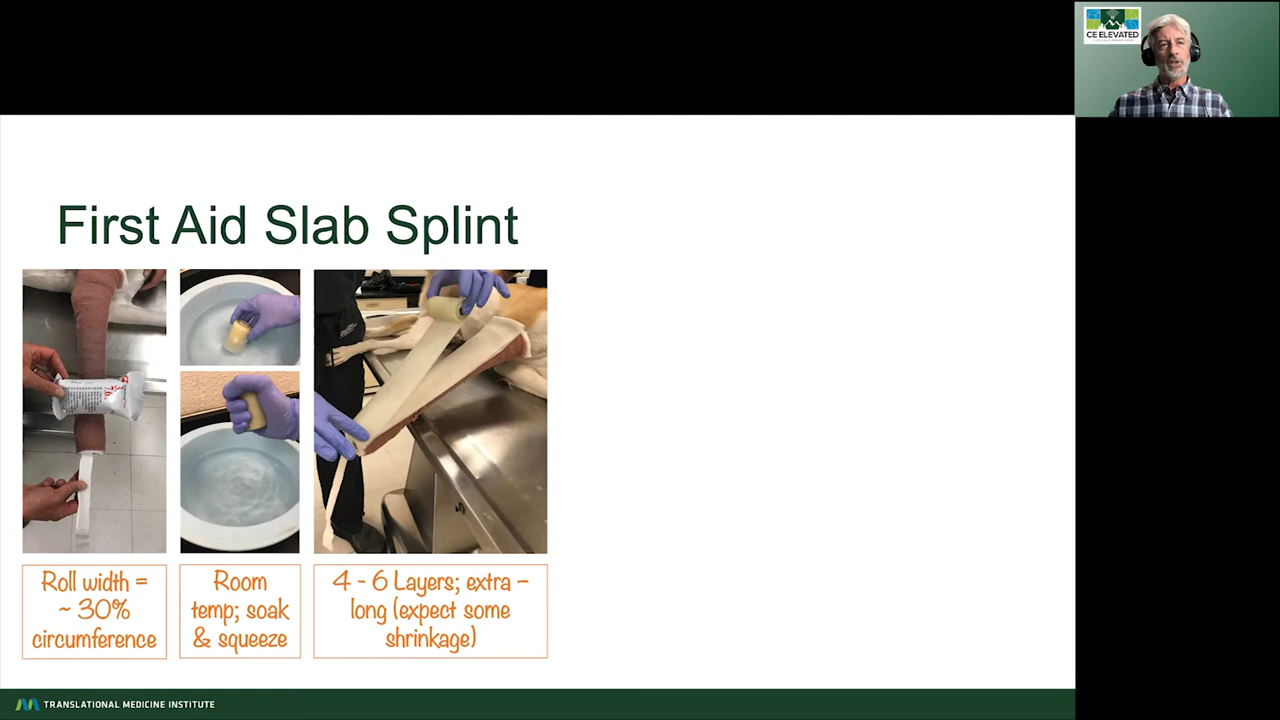 CE ELEVATED
First Aid Slab Splint
Roll width =
~ 30%
circumference
Room
temp; soak
& squeeze
4 - 6 Layers; extra –
long (expect some
shrinkage)
TRANSLATIONAL MEDICINE INSTITUTE